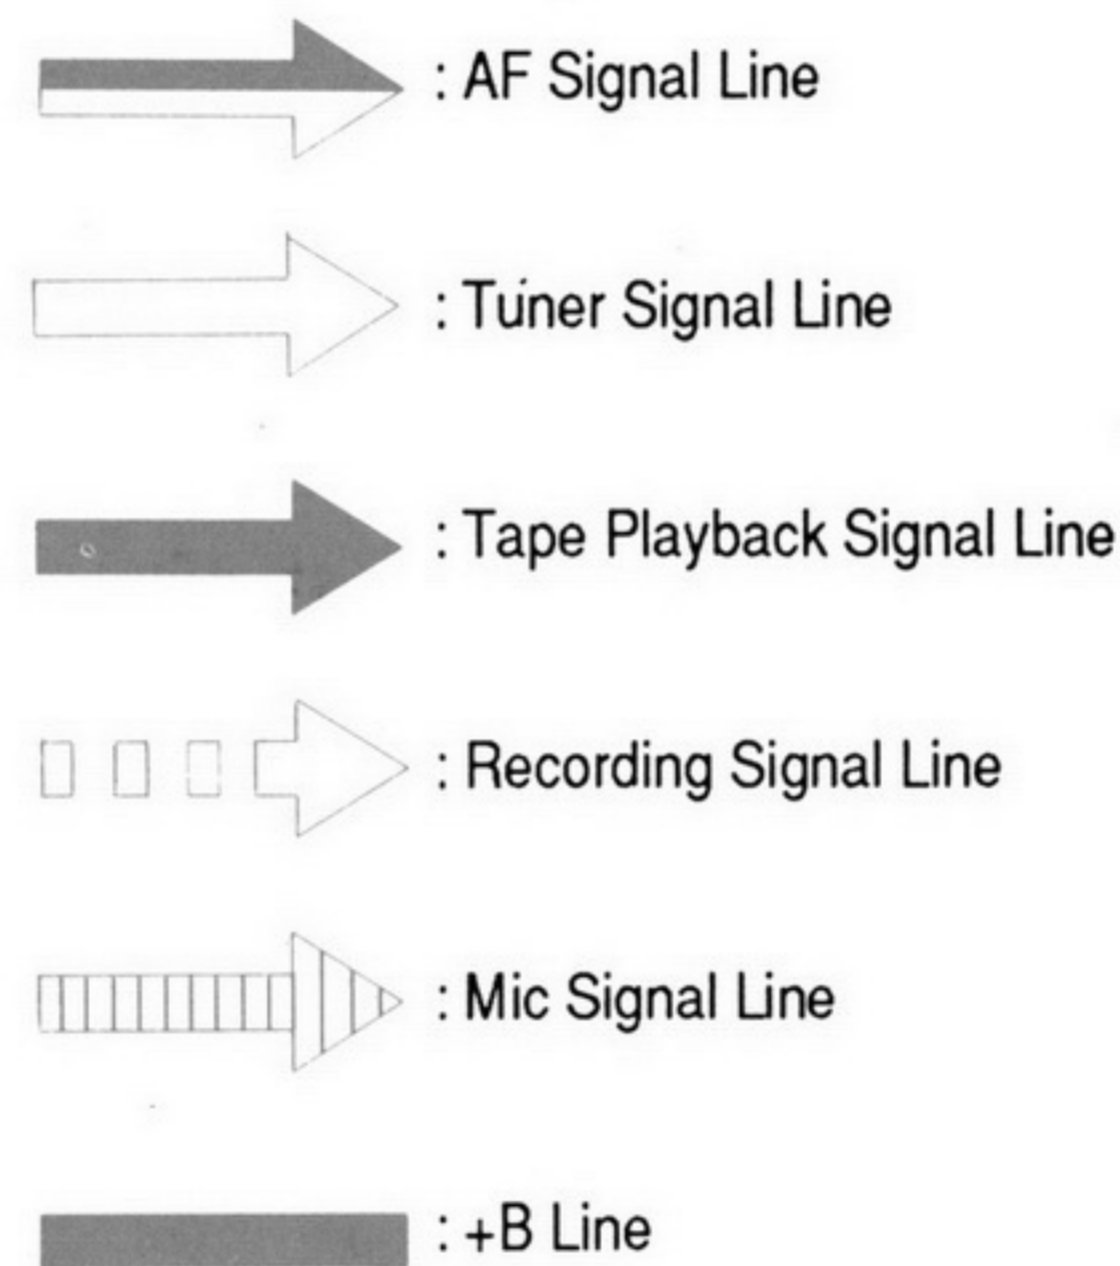 : AF Signal Line
: Tuner Signal Line
: Tape Playback Signal Line
: Recording Signal Line
: Mic Signal Line
: +B Line